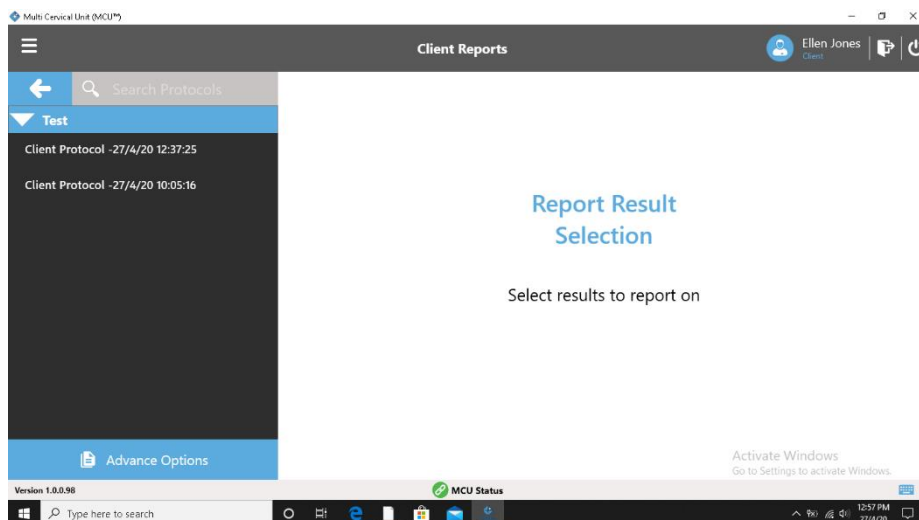 Multi Cervical Unit (MCU™)
Client Reports
Ellen Jones
Client
Search Protocols
Test
Client Protocol -27/4/20 12:37:25
Client Protocol -27/4/20 10:05:16
Report Result
Selection
Select results to report on
Advance Options
Activate Windows
Go to Settings to activate Windows.
Version 1.0.0.98
MCU Status
Type here to search
12:57 PM
27/4/20